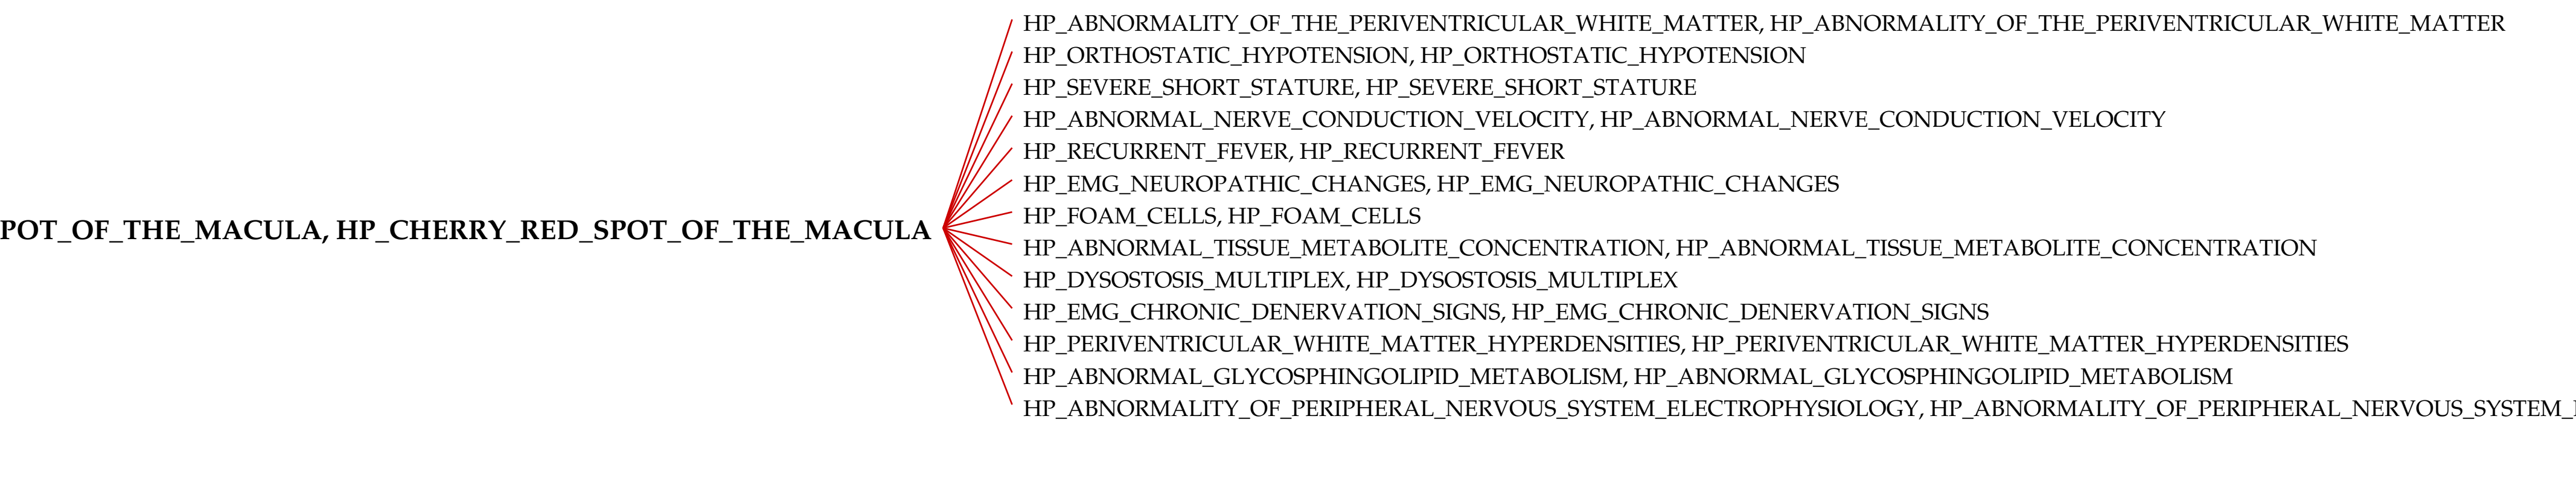 HP_ABNORMALITY_OF_THE_PERIVENTRICULAR_WHITE_MATTER, HP_ABNORMALITY_OF_THE_PERIVENTRICULAR_WHITE_MATTER
HP_ORTHOSTATIC_HYPOTENSION, HP_ORTHOSTATIC_HYPOTENSION
HP_SEVERE_SHORT_STATURE, HP_SEVERE_SHORT_STATURE
HP_ABNORMAL_NERVE_CONDUCTION_VELOCITY, HP_ABNORMAL_NERVE_CONDUCTION_VELOCITY
HP_RECURRENT_FEVER, HP_RECURRENT_FEVER
HP_EMG_NEUROPATHIC_CHANGES, HP_EMG_NEUROPATHIC_CHANGES
HP_FOAM_CELLS, HP_FOAM_CELLS
POT_OF_THE_MACULA, HP_CHERRY_RED_SPOT_OF_THE_MACULA
HP_ABNORMAL_TISSUE_METABOLITE_CONCENTRATION, HP_ABNORMAL_TISSUE_METABOLITE_CONCENTRATION
HP_DYSOSTOSIS_MULTIPLEX, HP_DYSOSTOSIS_MULTIPLEX
HP_EMG_CHRONIC_DENERVATION_SIGNS, HP_EMG_CHRONIC_DENERVATION_SIGNS
HP_PERIVENTRICULAR_WHITE_MATTER_HYPERDENSITIES, HP_PERIVENTRICULAR_WHITE_MATTER_HYPERDENSITIES
HP_ABNORMAL_GLYCOSPHINGOLIPID_METABOLISM, HP_ABNORMAL_GLYCOSPHINGOLIPID_METABOLISM
HP_ABNORMALITY_OF_PERIPHERAL_NERVOUS_SYSTEM_ELECTROPHYSIOLOGY, HP_ABNORMALITY_OF_PERIPHERAL_NERVOUS_SYSTEM_